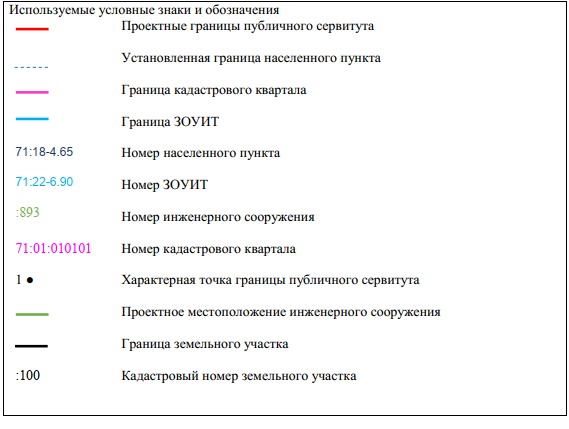 Используемые условные знаки и обозначения
Проектные границы публичного сервитута
Установленная граница населенного пункта
Граница кадастрового квартала
Граница ЗОУИТ
71:18-4.65 Номер населенного пункта
71:22-6.90 Номер ЗОУИТ
:893 Номер инженерного сооружения
71:01:010101 Номер кадастрового квартала
1 ● Характерная точка границы публичного сервитута
Проектное местоположение инженерного сооружения
Граница земельного участка
:100 Кадастровый номер земельного участка